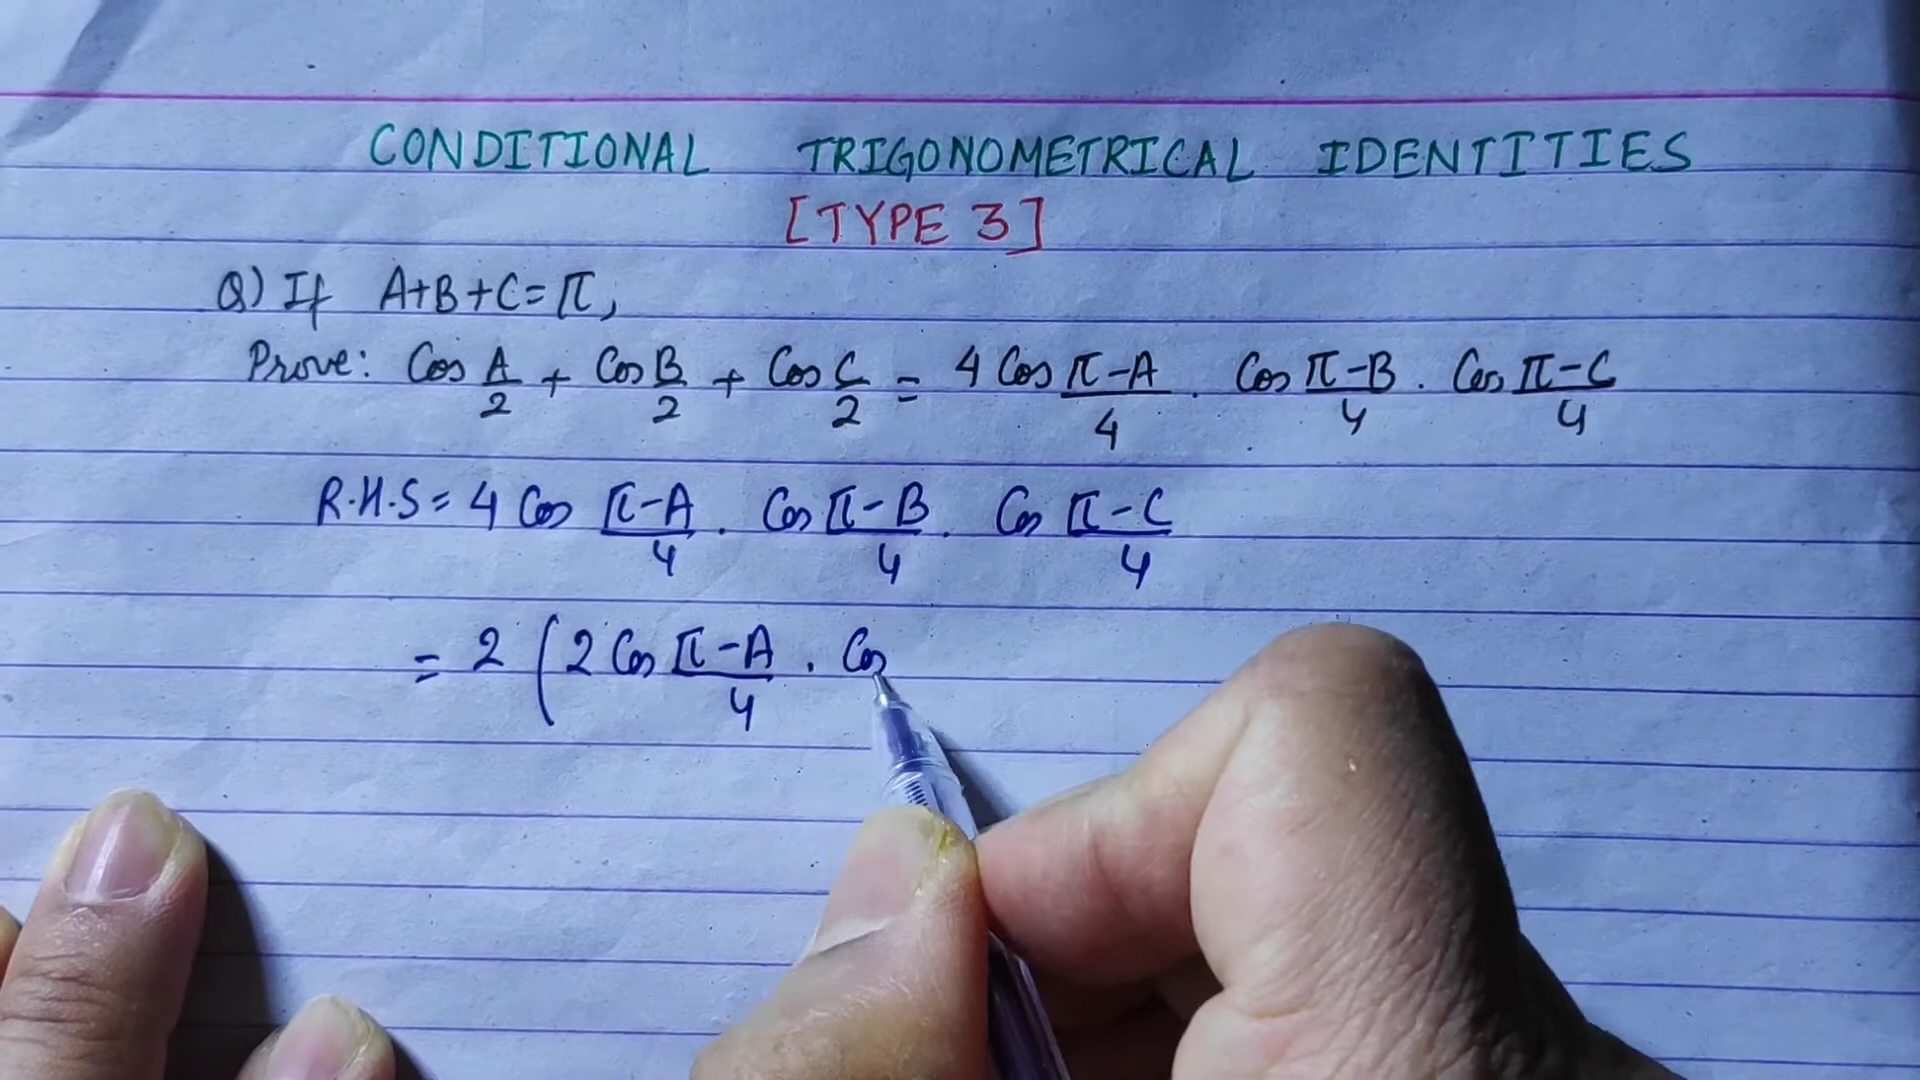 CONDITIONAL TRIGONOMETRICAL IDENTITIES
[TYPE 3]
Q) If A+B+C=π,
Prove: Cos A/2 + Cos B/2 + Cos C/2 = 4 Cos π-A/4 . Cos π-B/4 . Cos π-C/4
R.H.S = 4 Cos π-A/4 . Cos π-B/4 . Cos π-C/4
= 2 (2 Cos π-A/4 . Cos